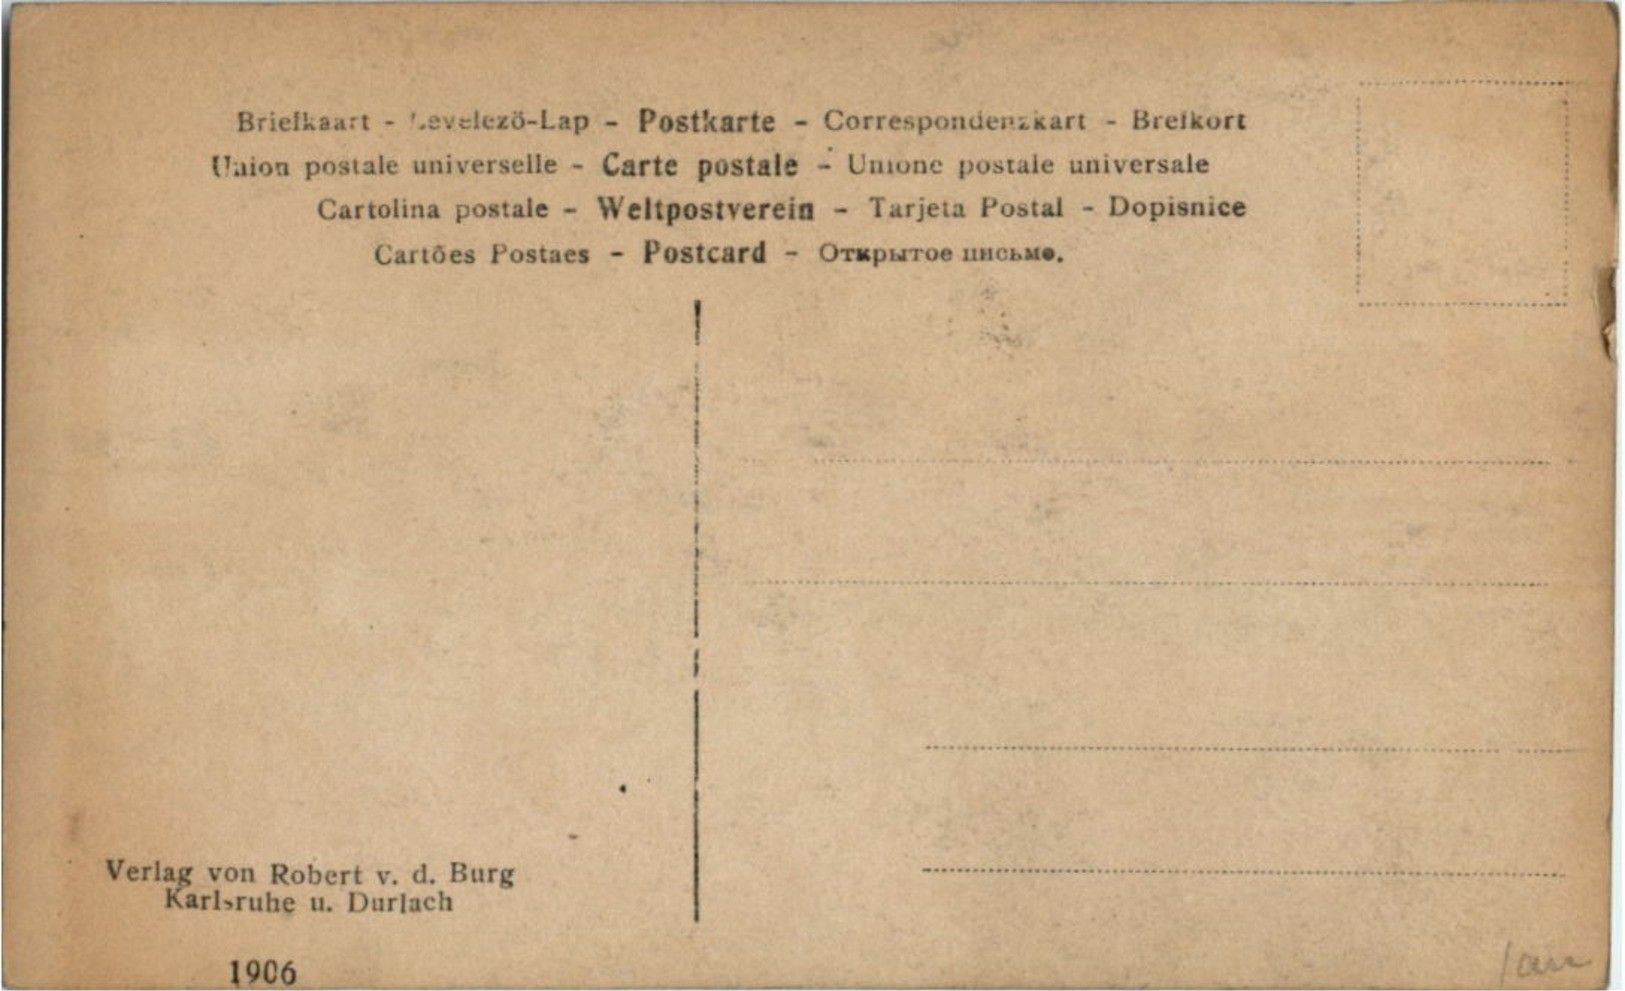 Briefkaart - Levelezö-Lap - Postkarte - Correspondenzkart - Brefkort
Union postale universelle - Carte postale - Unione postale universale
Cartolina postale - Weltpostverein - Tarjeta Postal - Dopisnice
Cartões Postaes - Postcard - Открытое письмо.
Verlag von Robert v. d. Burg
Karlsruhe u. Durlach
1906